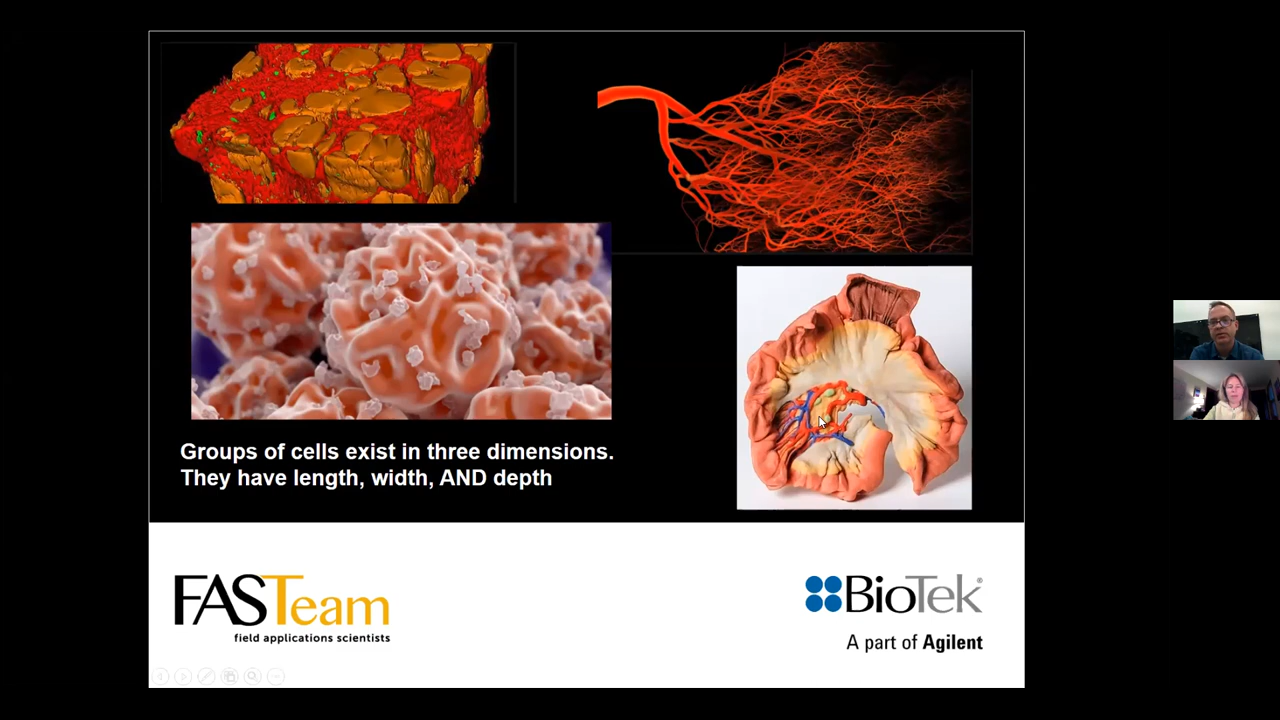 Groups of cells exist in three dimensions.
They have length, width, AND depth
FASTeam
field applications scientists
BioTek®
A part of Agilent